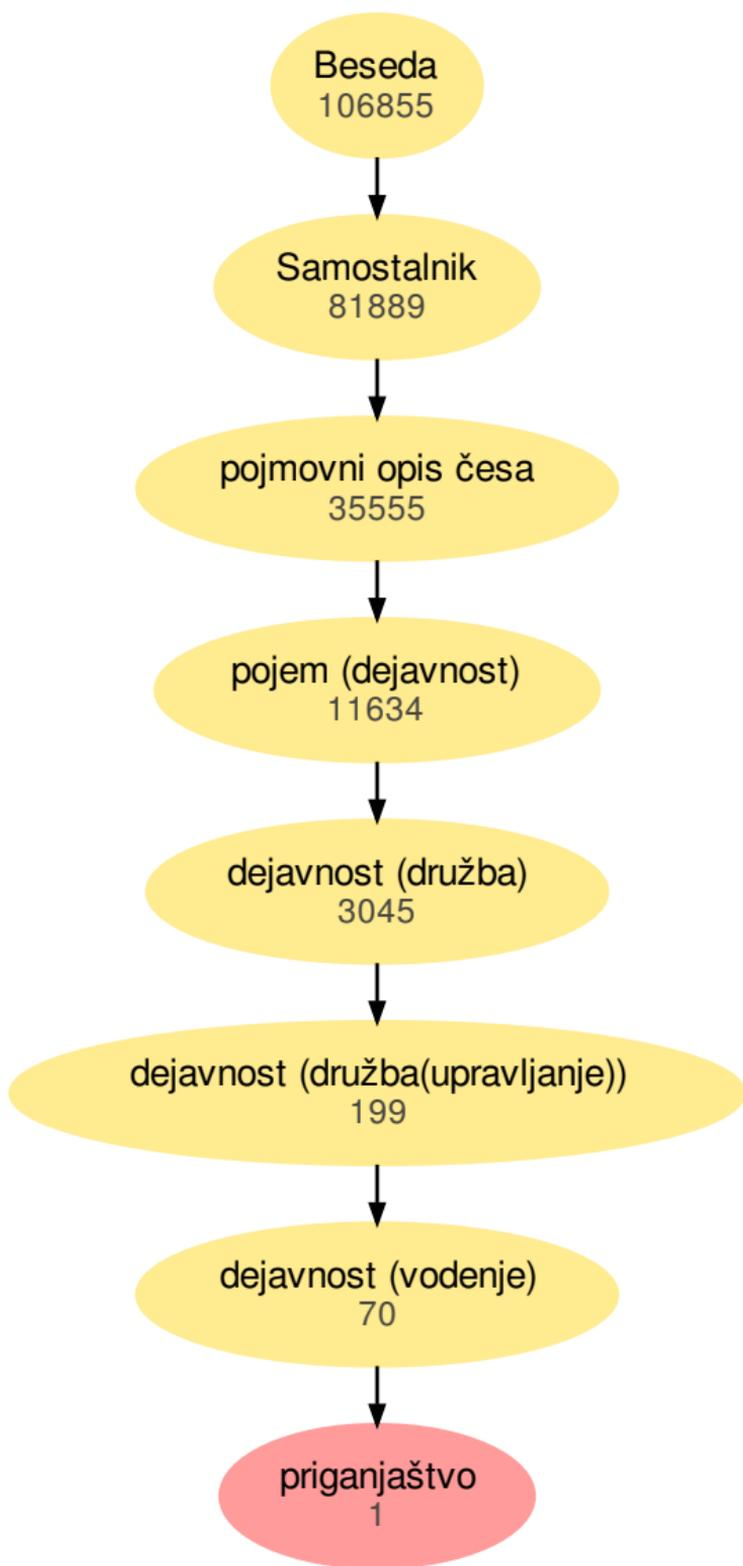 Beseda
106855
Samostalnik
81889
pojmovni opis česa
35555
pojem (dejavnost)
11634
dejavnost (družba)
3045
dejavnost (družba(upravljanje))
199
dejavnost (vodenje)
70
priganjaštvo
1